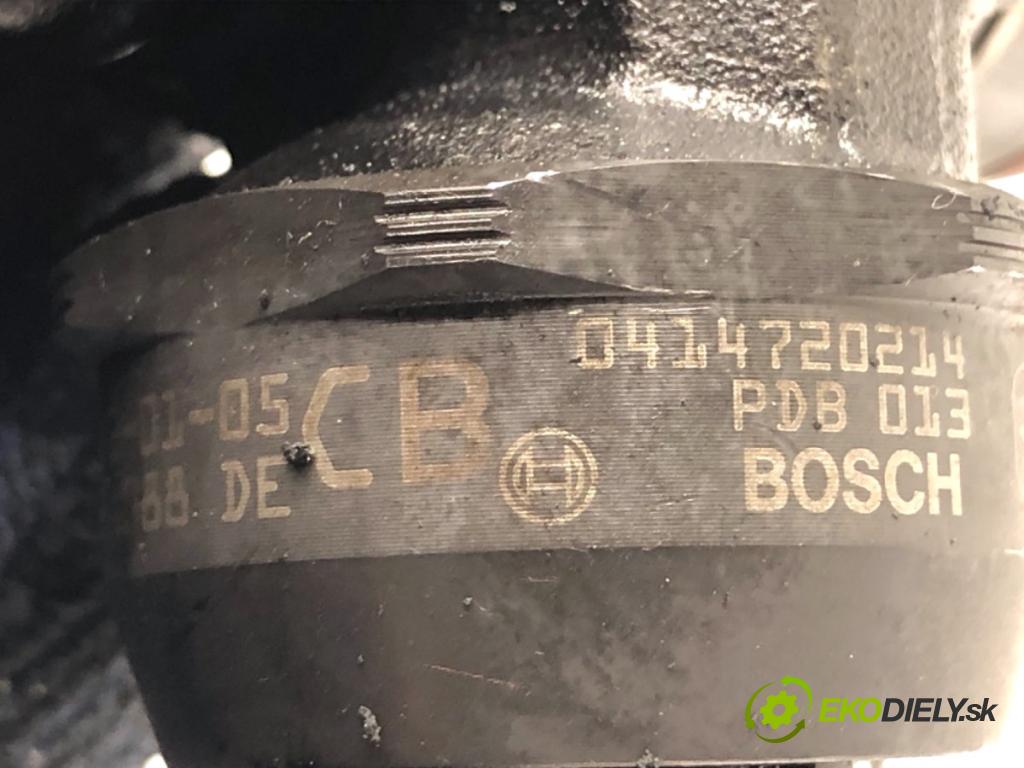 0414720214
-01-05 CB PDB 013
88 DE BOSCH
EKODIELY.sk